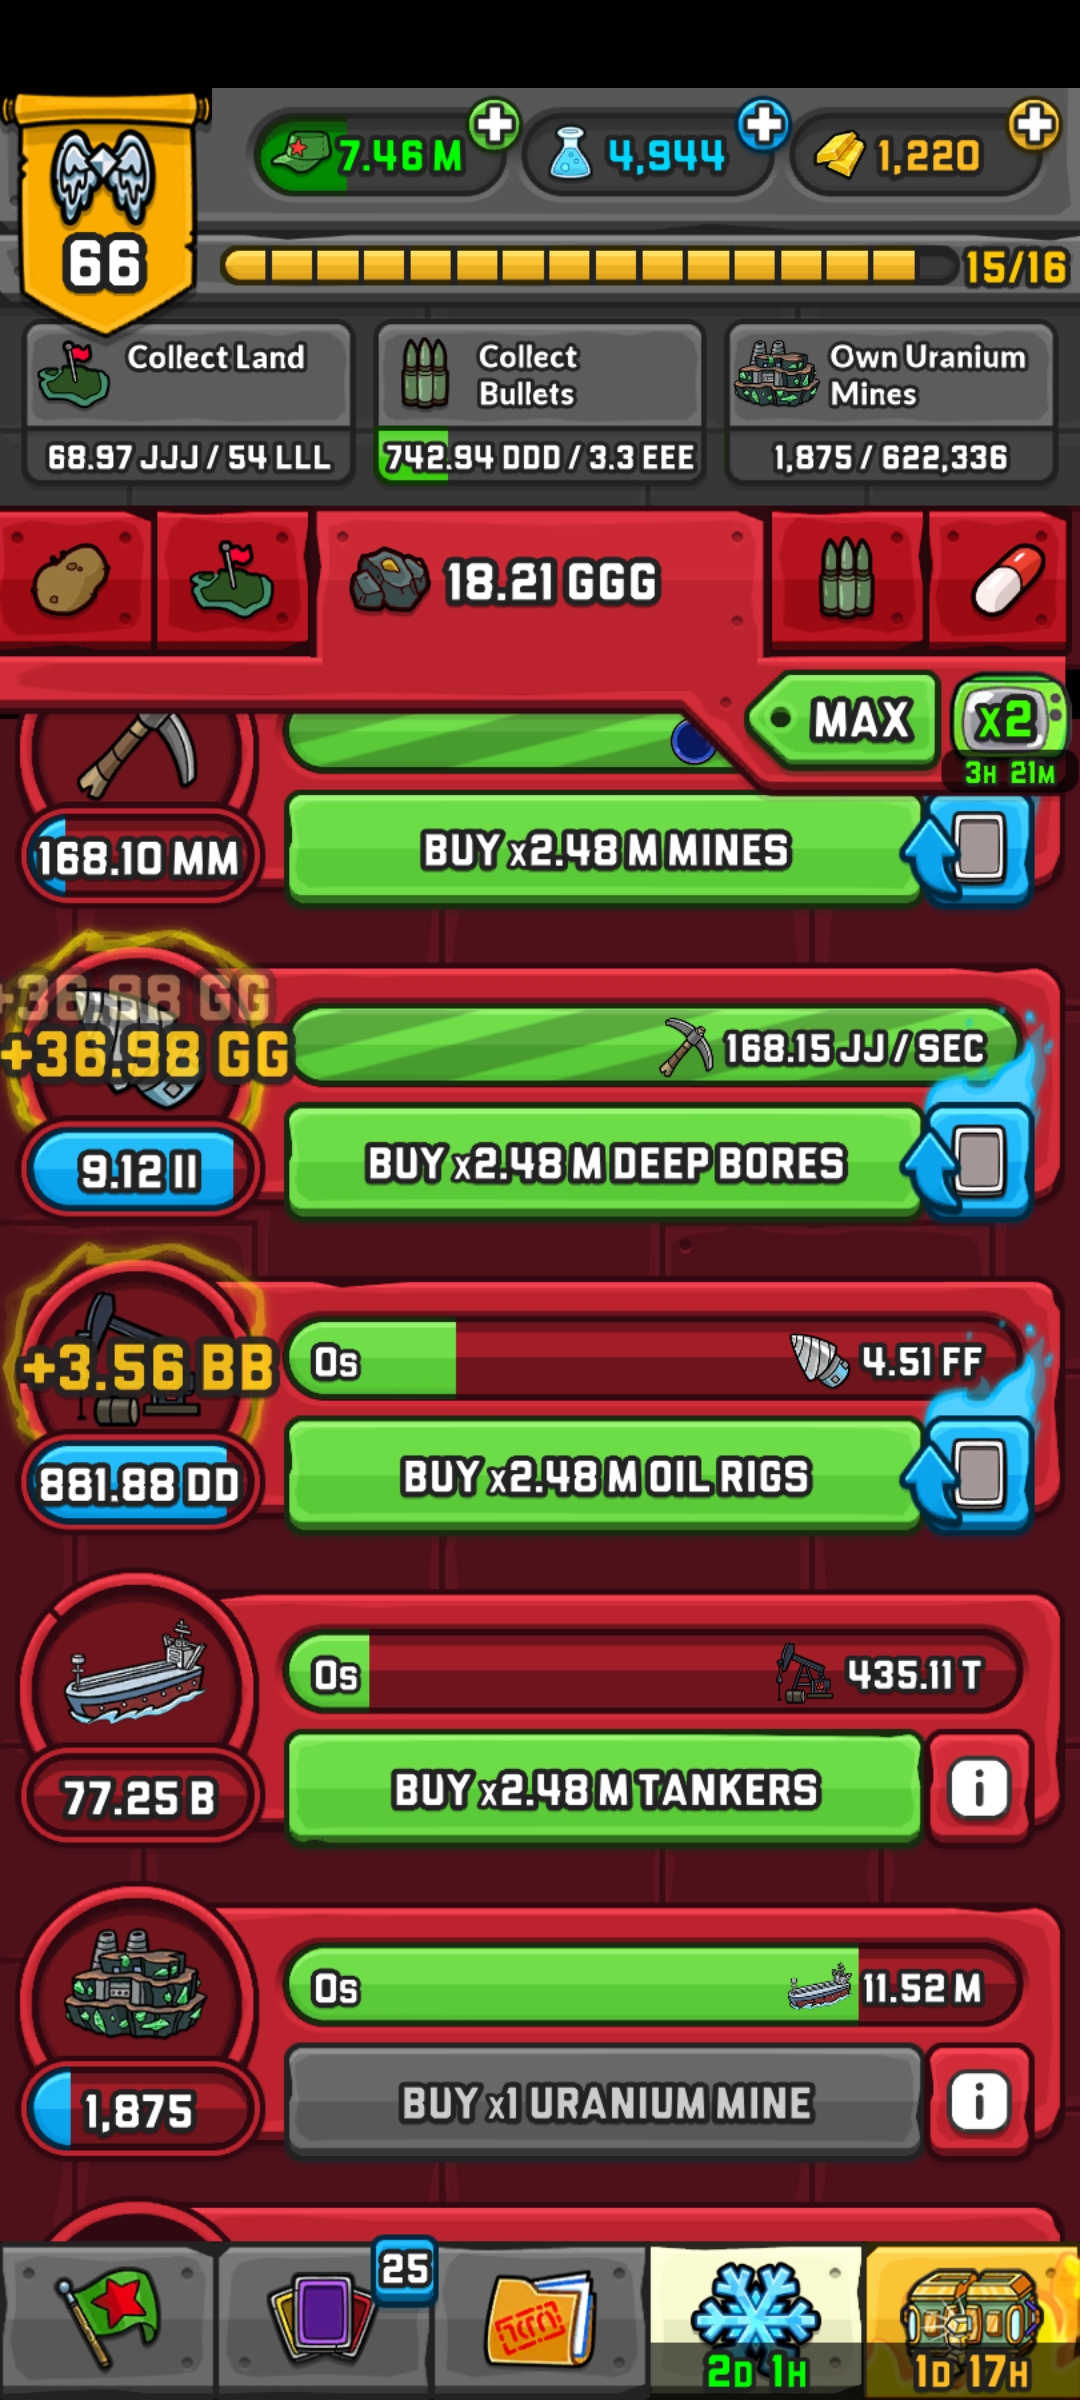 7.46 M
4,944
1,220
66
15/16
Collect Land
68.97 JJJ / 54 LLL
Collect
Bullets
742.94 DDD / 3.3 EEE
Own Uranium
Mines
1,875 / 622,336
18.21 GGG
MAX
x2
3H 21M
168.10 MM
BUY x2.48 M MINES
+36.98 GG
+36.98 GG
168.15 JJ / SEC
9.12 II
BUY x2.48 M DEEP BORES
+3.56 BB
0s
4.51 FF
881.88 DD
BUY x2.48 M OIL RIGS
0s
435.11 T
77.25 B
BUY x2.48 M TANKERS
i
0s
11.52 M
1,875
BUY x1 URANIUM MINE
i
25
2D 1H
1D 17H